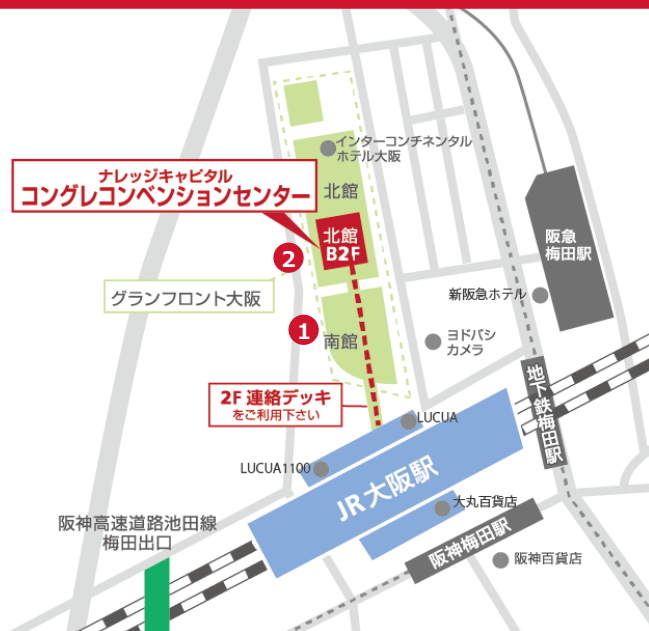 インターコンチネンタル
ホテル大阪
ナレッジキャピタル
コングレコンベンションセンター
北館
北館
B2F
阪急
梅田駅
2
グランフロント大阪
新阪急ホテル
1
南館
ヨドバシ
カメラ
2F 連絡デッキ
をご利用下さい
地下鉄梅田駅
LUCUA
LUCUA1100
JR大阪駅
大丸百貨店
阪神高速道路池田線
梅田出口
阪神梅田駅
阪神百貨店